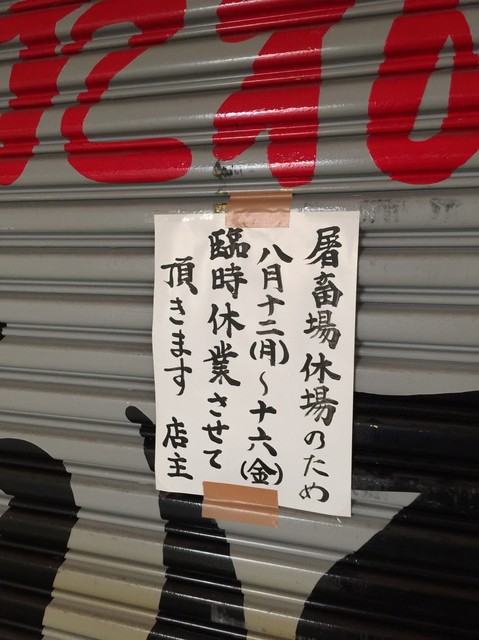 屠畜場休場のため
八月十二(月)〜十六(金)
臨時休業させて
頂きます 店主